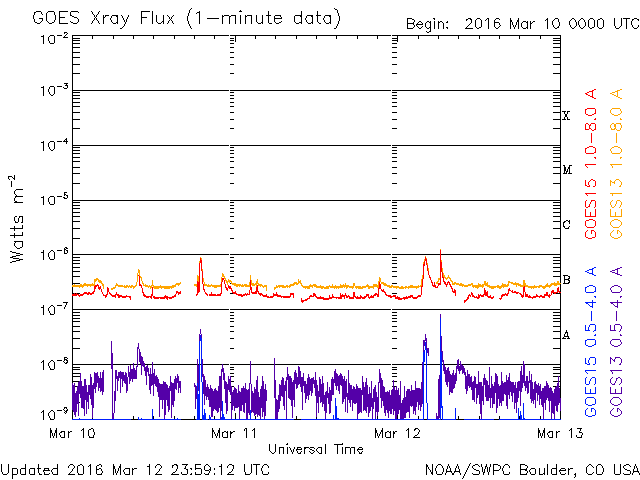 GOES Xray Flux (1-minute data)
Begin: 2016 Mar 10 0000 UTC
10-2
10-3
10-4
10-5
10-6
10-7
10-8
10-9
Watts m-2
X
M
C
B
A
GOES15 1.0-8.0 A
GOES13 1.0-8.0 A
GOES15 0.5-4.0 A
GOES13 0.5-4.0 A
Mar 10
Mar 11
Mar 12
Mar 13
Universal Time
Updated 2016 Mar 12 23:59:12 UTC
NOAA/SWPC Boulder, CO USA